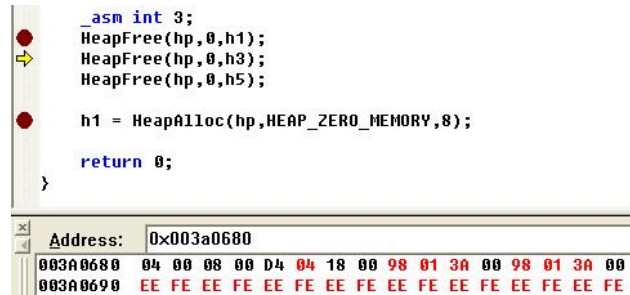 _asm int 3;
HeapFree(hp,0,h1);
HeapFree(hp,0,h3);
HeapFree(hp,0,h5);
h1 = HeapAlloc(hp,HEAP_ZERO_MEMORY,8);
return 0;
}
Address: 0x003a0680
003A0680 04 00 08 00 D4 04 18 00 98 01 3A 00 98 01 3A 00
003A0690 EE FE EE FE EE FE EE FE EE FE EE FE EE FE EE FE